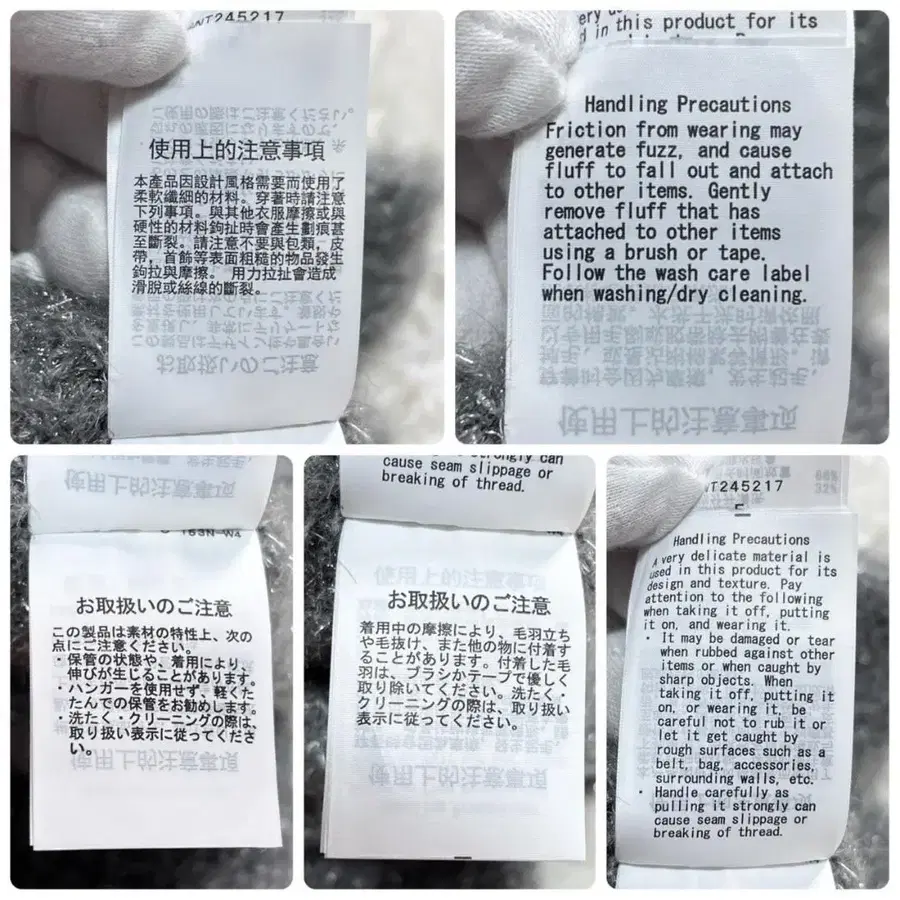 NT245217
使用上的注意事項
本產品因設計風格需要而使用了
柔軟纖細的材料。穿著時請注意
下列事項。與其他衣服摩擦或與
硬性的材料鉤扯時會產生劃痕甚
至斷裂。請注意不要與包類，皮
帶，首飾等表面粗糙的物品發生
鉤拉與摩擦。 用力拉扯會造成
滑脫或絲線的斷裂。
in this product for its
Handling Precautions
Friction from wearing may
generate fuzz, and cause
fluff to fall out and attach
to other items. Gently
remove fluff that has
attached to other items
using a brush or tape.
Follow the wash care label
when washing/dry cleaning.
163N-W4
お取扱いのご注意
この製品は素材の特性上、次の
点にご注意ください。
・保管の状態や、着用により、
伸びが生じることがあります。
・ハンガーを使用せず、軽くた
たんでの保管をお勧めします。
・洗たく・クリーニングの際は、
取り扱い表示に従ってくださ
い。
strongly can
cause seam slippage or
breaking of thread.
お取扱いのご注意
着用中の摩擦により、毛羽立ち
や毛抜け、また他の物に付着す
ることがあります。付着した毛
羽は、ブラシかテープで優しく
取り除いてください。洗たく・
クリーニングの際は、取り扱い
表示に従ってください。
NT245217
Handling Precautions
A very delicate material is
used in this product for its
design and texture. Pay
attention to the following
when taking it off, putting
it on, and wearing it.
・ It may be damaged or tear
when rubbed against other
items or when caught by
sharp objects. When
taking it off, putting it
on, or wearing it, be
careful not to rub it or
let it get caught by
rough surfaces such as a
belt, bag, accessories,
surrounding walls, etc.
・ Handle carefully as
pulling it strongly can
cause seam slippage or
breaking of thread.